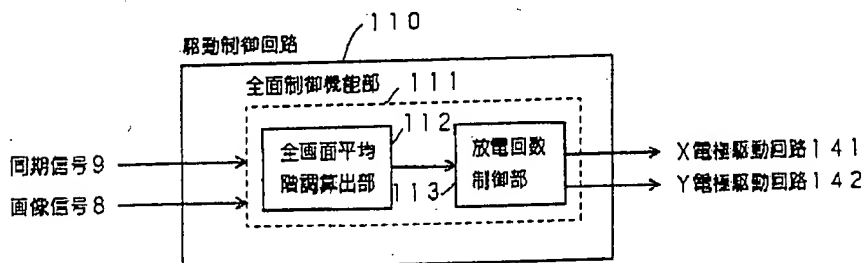 110
駆動制御回路
全面制御機能部
111
112
全画面平均
階調算出部
放電回数
制御部
113
同期信号9
画像信号8
X電極駆動回路141
Y電極駆動回路142